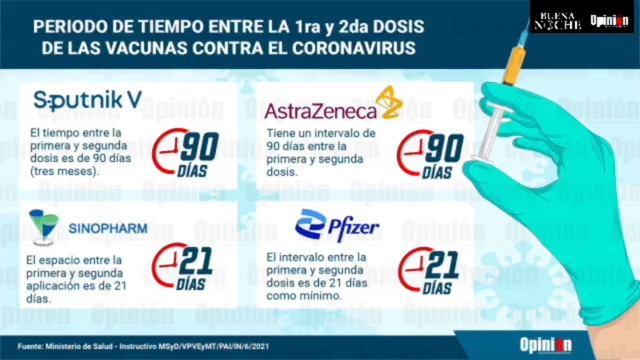 BUENA
NOCHE
Opinión
PERIODO DE TIEMPO ENTRE LA 1ra y 2da DOSIS
DE LAS VACUNAS CONTRA EL CORONAVIRUS
Sputnik V
El tiempo entre la
primera y segunda
dosis es de 90 días
(tres meses).
90
DÍAS
AstraZeneca
Tiene un intervalo de
90 días entre la
primera y segunda
dosis.
90
DÍAS
SINOPHARM
El espacio entre la
primera y segunda
aplicación es de 21
días.
21
DÍAS
Pfizer
El intervalo entre la
primera y segunda
dosis es de 21 días
como mínimo.
21
DÍAS
Fuente: Ministerio de Salud - Instructivo MSyD/VPVEyMT/PAI/IN/6/2021
Opinión